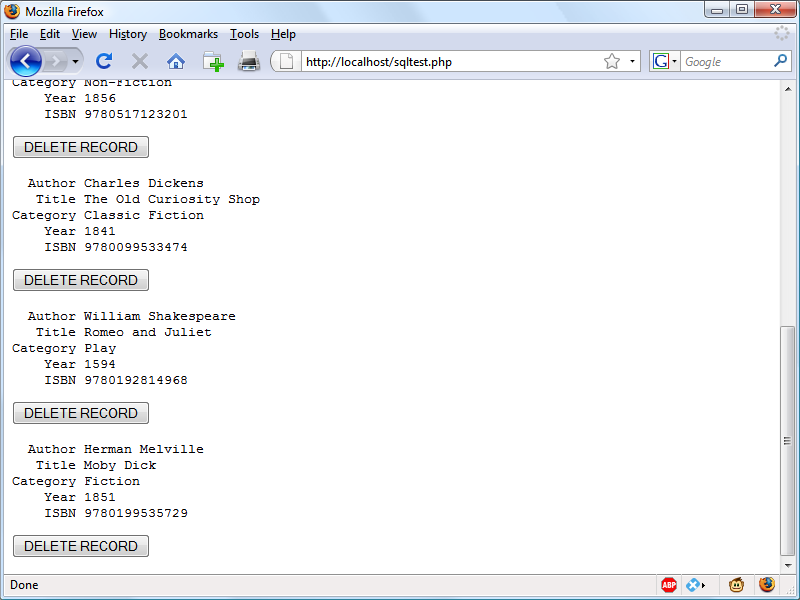 Mozilla Firefox
File Edit View History Bookmarks Tools Help
http://localhost/sqltest.php
G Google
Category Non-Fiction
Year 1856
ISBN 9780517123201
DELETE RECORD
Author Charles Dickens
Title The Old Curiosity Shop
Category Classic Fiction
Year 1841
ISBN 9780099533474
DELETE RECORD
Author William Shakespeare
Title Romeo and Juliet
Category Play
Year 1594
ISBN 9780192814968
DELETE RECORD
Author Herman Melville
Title Moby Dick
Category Fiction
Year 1851
ISBN 9780199535729
DELETE RECORD
Done
ABP